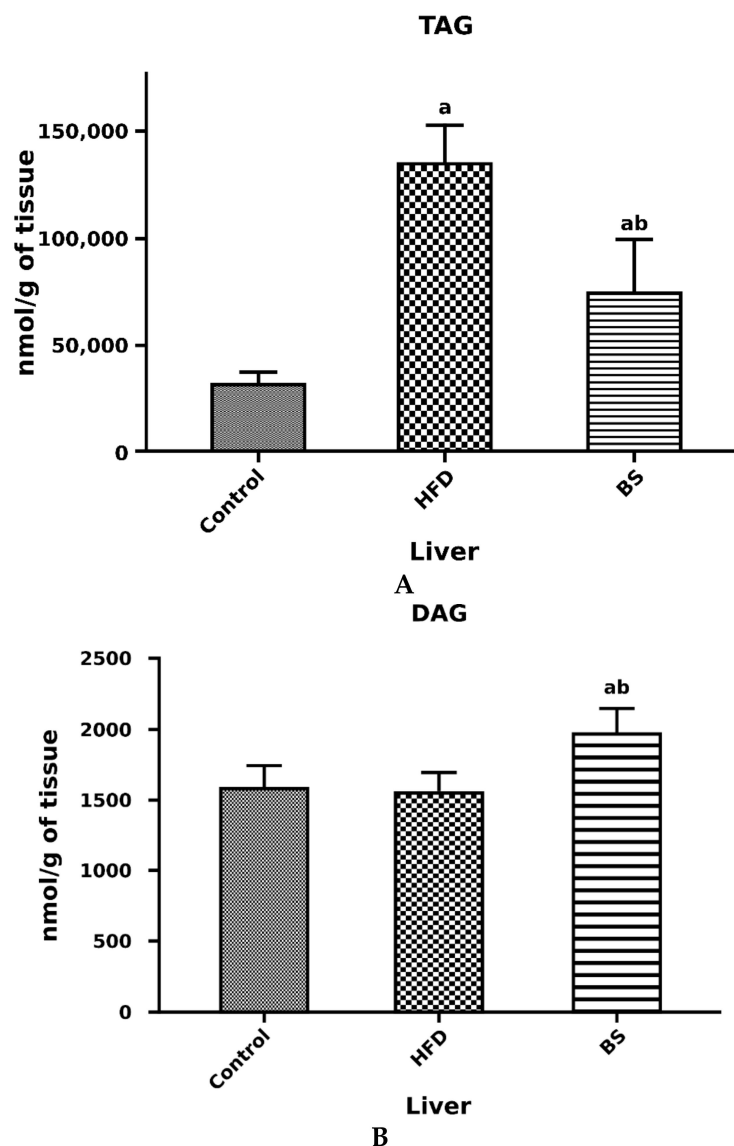 TAG
nmol/g of tissue
150,000
100,000
50,000
0
a
ab
Control
HFD
BS
Liver
A
DAG
nmol/g of tissue
2500
2000
1500
1000
500
0
ab
Control
HFD
BS
Liver
B